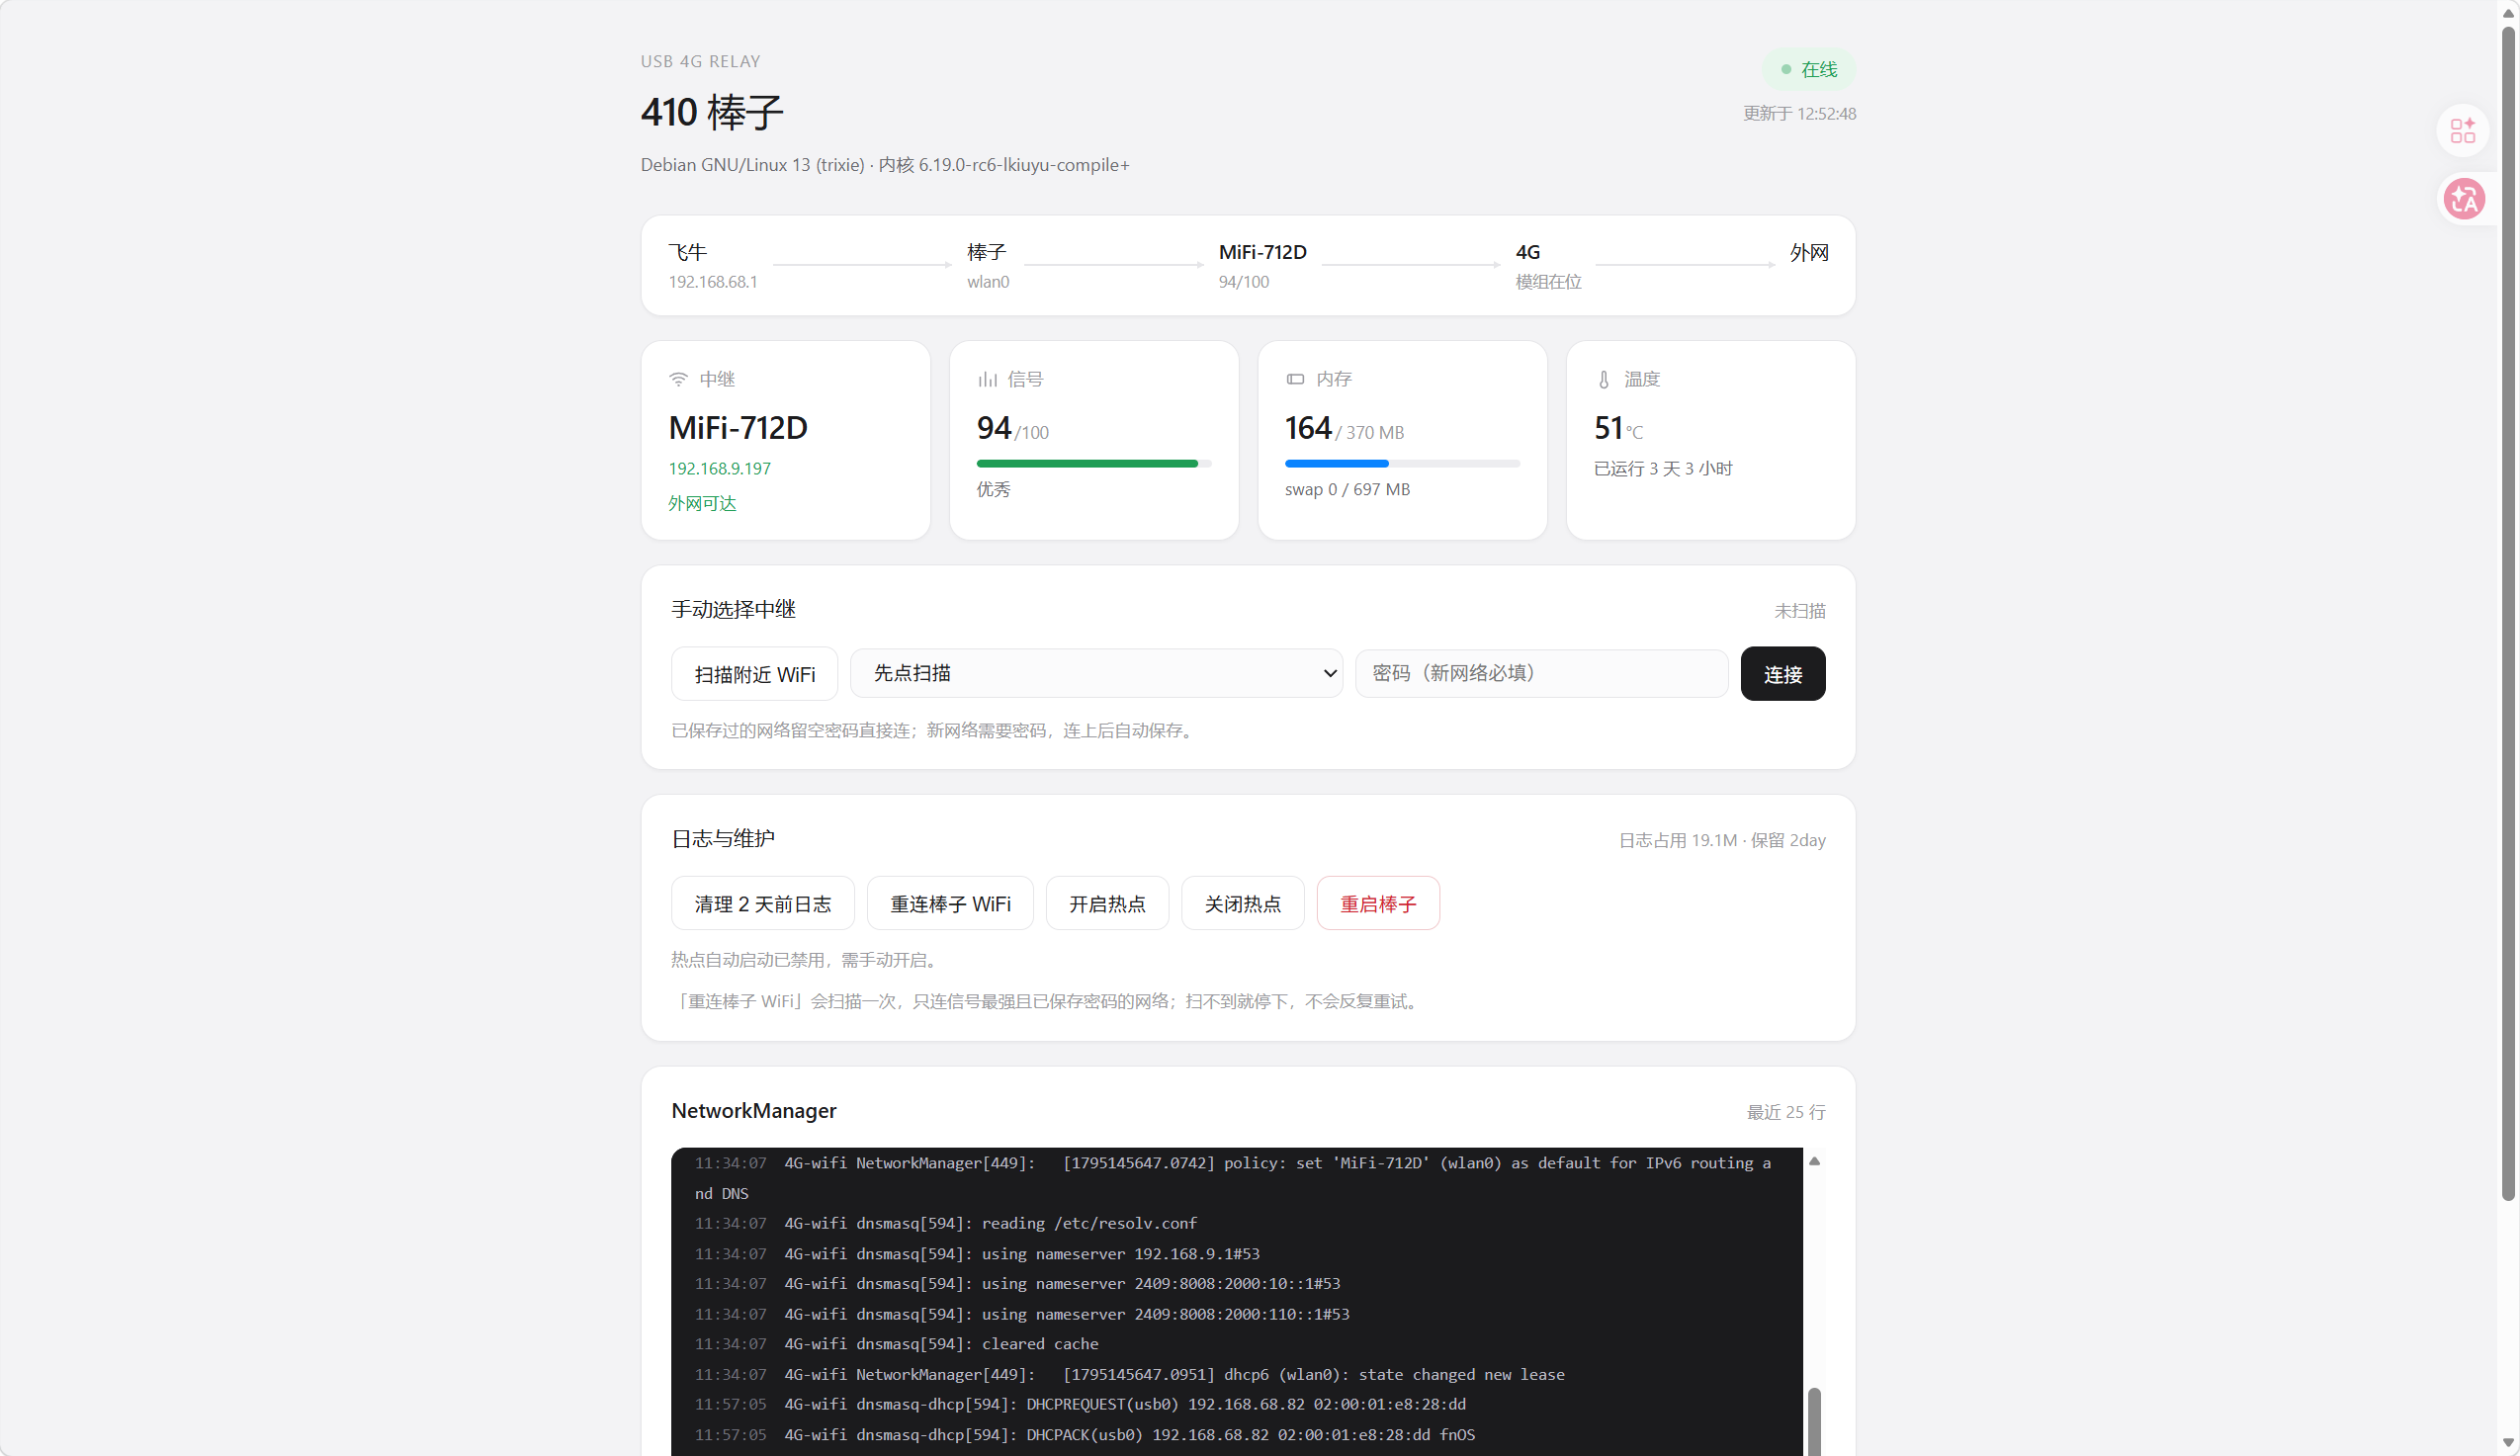 USB 4G RELAY
在线
410 棒子
更新于 12:52:48
Debian GNU/Linux 13 (trixie) · 内核 6.19.0-rc6-lkiuyu-compile+
飞牛
192.168.68.1
棒子
wlan0
MiFi-712D
94/100
4G
模组在位
外网
中继
MiFi-712D
192.168.9.197
外网可达
信号
94/100
优秀
内存
164 / 370 MB
swap 0 / 697 MB
温度
51°C
已运行 3 天 3 小时
手动选择中继
未扫描
扫描附近 WiFi
先点扫描
密码（新网络必填）
连接
已保存过的网络留空密码直接连；新网络需要密码，连上后自动保存。
日志与维护
日志占用 19.1M · 保留 2day
清理 2 天前日志
重连棒子 WiFi
开启热点
关闭热点
重启棒子
热点自动启动已禁用，需手动开启。
「重连棒子 WiFi」会扫描一次，只连信号最强且已保存密码的网络；扫不到就停下，不会反复重试。
NetworkManager
最近 25 行
11:34:07 4G-wifi NetworkManager[449]: [1795145647.0742] policy: set 'MiFi-712D' (wlan0) as default for IPv6 routing a
nd DNS
11:34:07 4G-wifi dnsmasq[594]: reading /etc/resolv.conf
11:34:07 4G-wifi dnsmasq[594]: using nameserver 192.168.9.1#53
11:34:07 4G-wifi dnsmasq[594]: using nameserver 2409:8008:2000:10::1#53
11:34:07 4G-wifi dnsmasq[594]: using nameserver 2409:8008:2000:110::1#53
11:34:07 4G-wifi dnsmasq[594]: cleared cache
11:34:07 4G-wifi NetworkManager[449]: [1795145647.0951] dhcp6 (wlan0): state changed new lease
11:57:05 4G-wifi dnsmasq-dhcp[594]: DHCPREQUEST(usb0) 192.168.68.82 02:00:01:e8:28:dd
11:57:05 4G-wifi dnsmasq-dhcp[594]: DHCPACK(usb0) 192.168.68.82 02:00:01:e8:28:dd fnOS